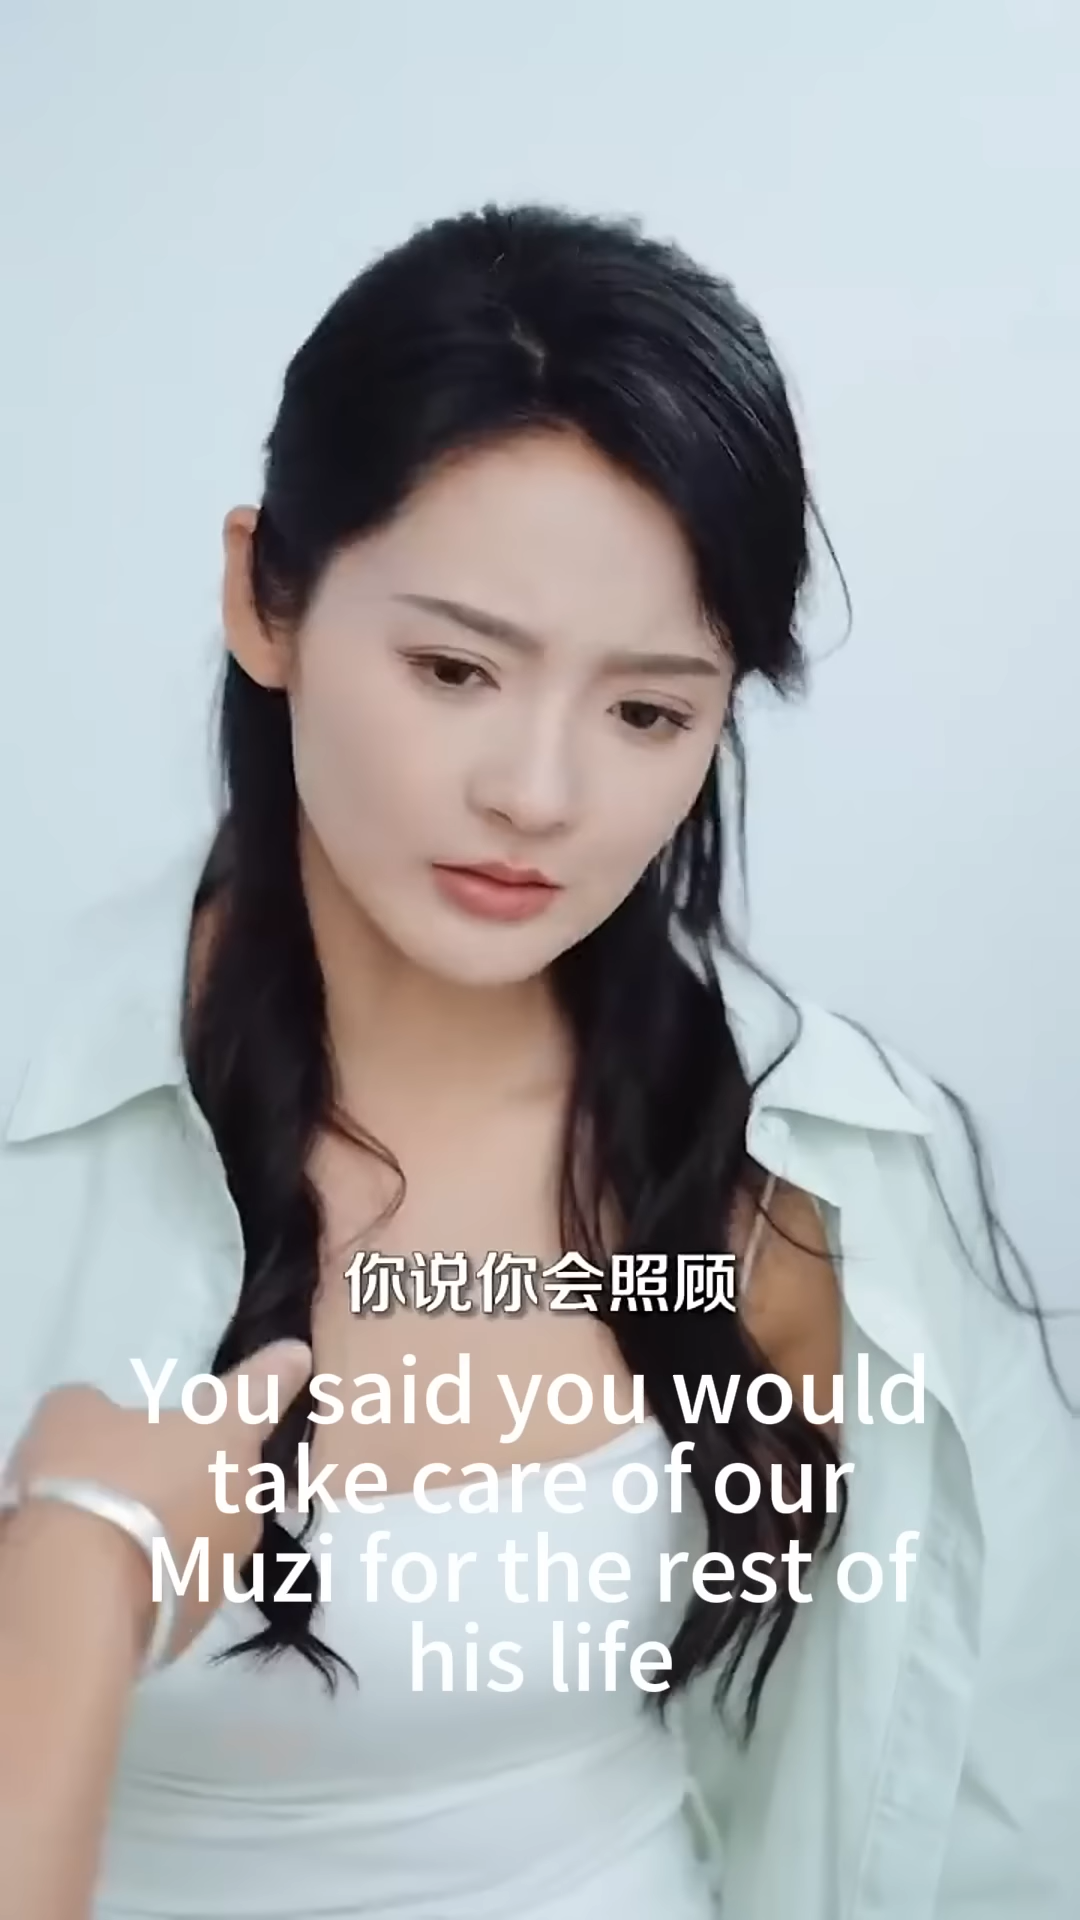 你说你会照顾
You said you would
take care of our
Muzi for the rest of
his life